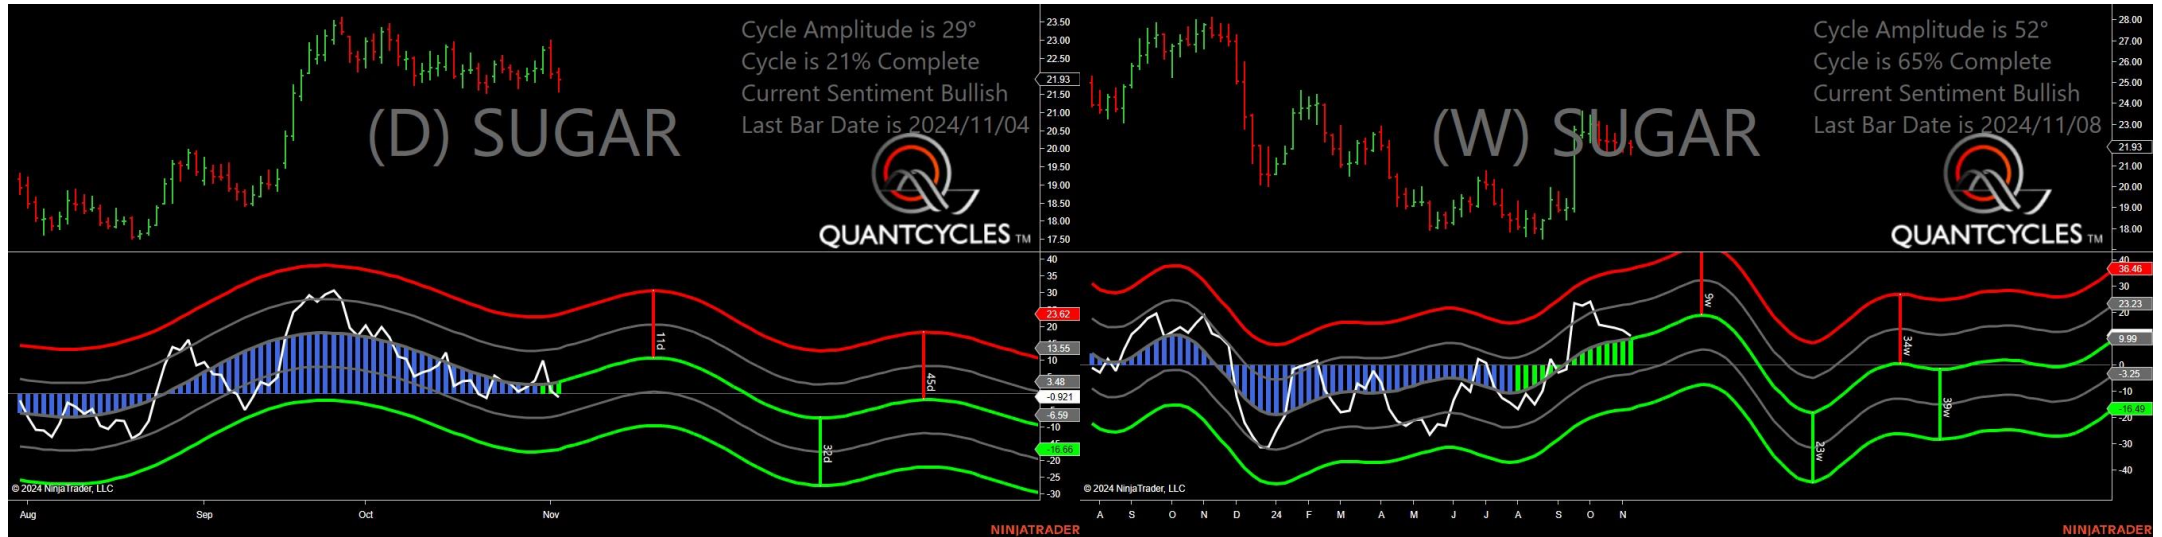 Cycle Amplitude is 29°
Cycle is 21% Complete
Current Sentiment Bullish
Last Bar Date is 2024/11/04
(D) SUGAR
QUANTCYCLES TM
23.50
23.00
22.50
21.93
21.50
21.00
20.50
20.00
19.50
19.00
18.50
18.00
17.50
40
35
30
23.62
20
13.55
10
3.48
-0.921
-6.59
-10
-16.66
-20
-25
-30
11d
32d
45d
© 2024 NinjaTrader, LLC
Aug Sep Oct Nov
NINJATRADER
Cycle Amplitude is 52°
Cycle is 65% Complete
Current Sentiment Bullish
Last Bar Date is 2024/11/08
(W) SUGAR
QUANTCYCLES TM
28.00
27.00
26.00
25.00
24.00
23.00
21.93
21.00
20.00
19.00
18.00
40
36.46
30
23.23
20
9.99
0
-3.25
-10
-16.49
-20
-30
-40
9w
23w
34w
39w
© 2024 NinjaTrader, LLC
A S O N D 24 F M A M J J A S O N
NINJATRADER